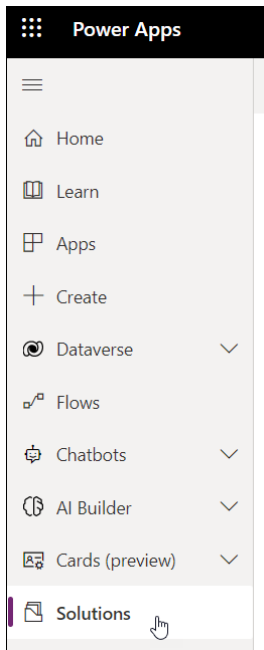 Power Apps
Home
Learn
Apps
Create
Dataverse
Flows
Chatbots
AI Builder
Cards (preview)
Solutions